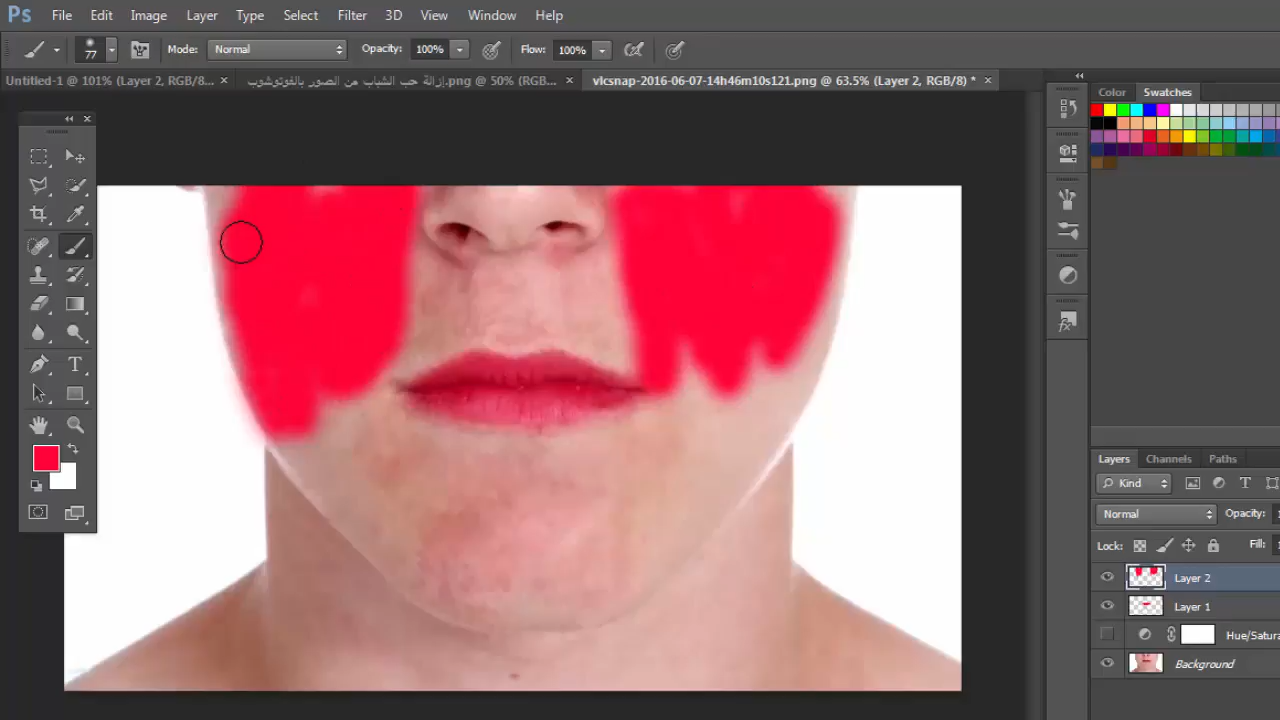 Ps File Edit Image Layer Type Select Filter 3D View Window Help
77 Mode: Normal Opacity: 100% Flow: 100%
Untitled-1 @ 101% (Layer 2, RGB/8... × إزالة حب الشباب من الصور بالفوتوشوب.png @ 50% (RGB... × vlcsnap-2016-06-07-14h46m10s121.png @ 63.5% (Layer 2, RGB/8) * ×
Color Swatches
Layers Channels Paths
Kind T
Normal Opacity:
Lock: Fill:
Layer 2
Layer 1
Hue/Satura
Background